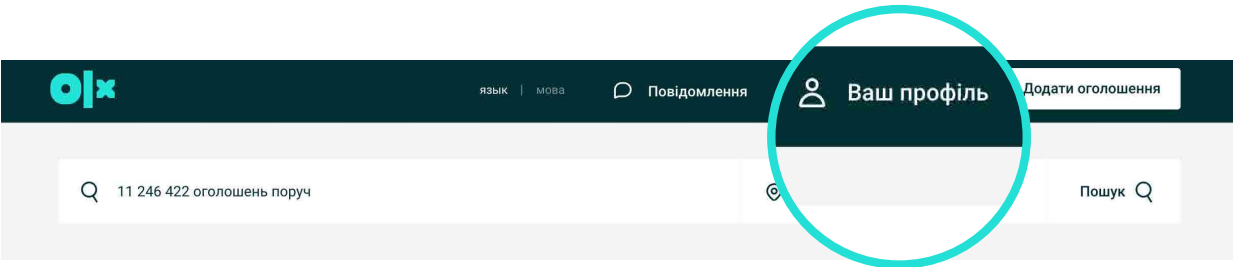 olx
язык | мова
Повідомлення
Ваш профіль
Додати оголошення
11 246 422 оголошень поруч
Пошук